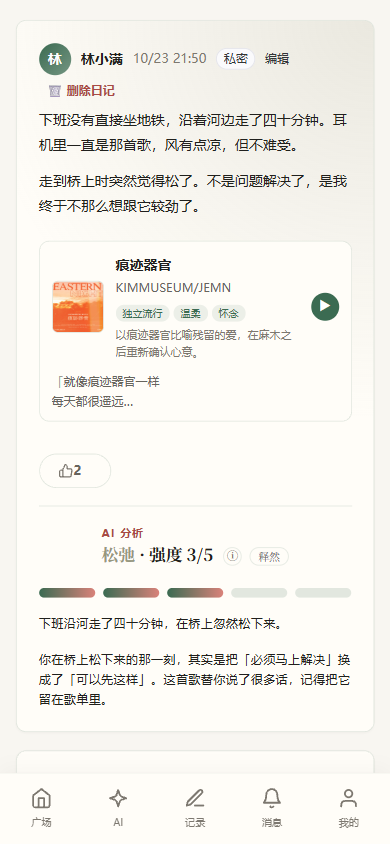 林 林小满 10/23 21:50 私密 编辑
删除日记
下班没有直接坐地铁，沿着河边走了四十分钟。耳
机里一直是那首歌，风有点凉，但不难受。
走到桥上时突然觉得松了。不是问题解决了，是我
终于不那么想跟它较劲了。
EASTERN
痕迹器官
KIMMUSEUM/JEMN
独立流行 温柔 怀念
以痕迹器官比喻残留的爱，在麻木之
后重新确认心意。
「就像痕迹器官一样
每天都很遥远...
2
AI 分析
松弛 · 强度 3/5 释然
下班沿河走了四十分钟，在桥上忽然松下来。
你在桥上松下来的那一刻，其实是把「必须马上解决」换
成了「可以先这样」。这首歌替你说了很多话，记得把它
留在歌单里。
广场 AI 记录 消息 我的